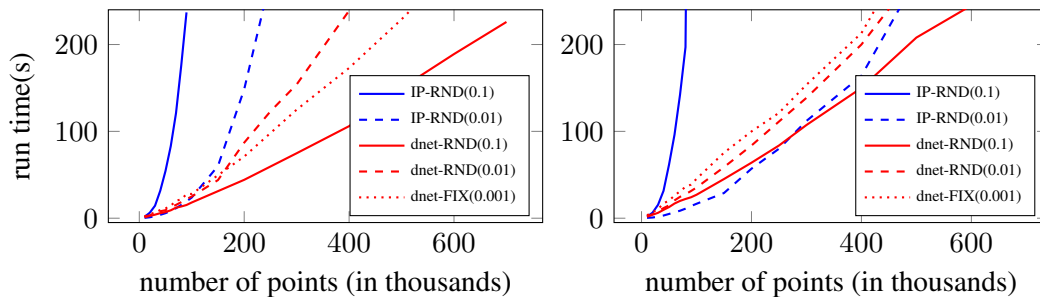 run time(s)
200
100
0
0
200
400
600
number of points (in thousands)
IP-RND(0.1)
IP-RND(0.01)
dnet-RND(0.1)
dnet-RND(0.01)
dnet-FIX(0.001)
200
100
0
0
200
400
600
number of points (in thousands)
IP-RND(0.1)
IP-RND(0.01)
dnet-RND(0.1)
dnet-RND(0.01)
dnet-FIX(0.001)